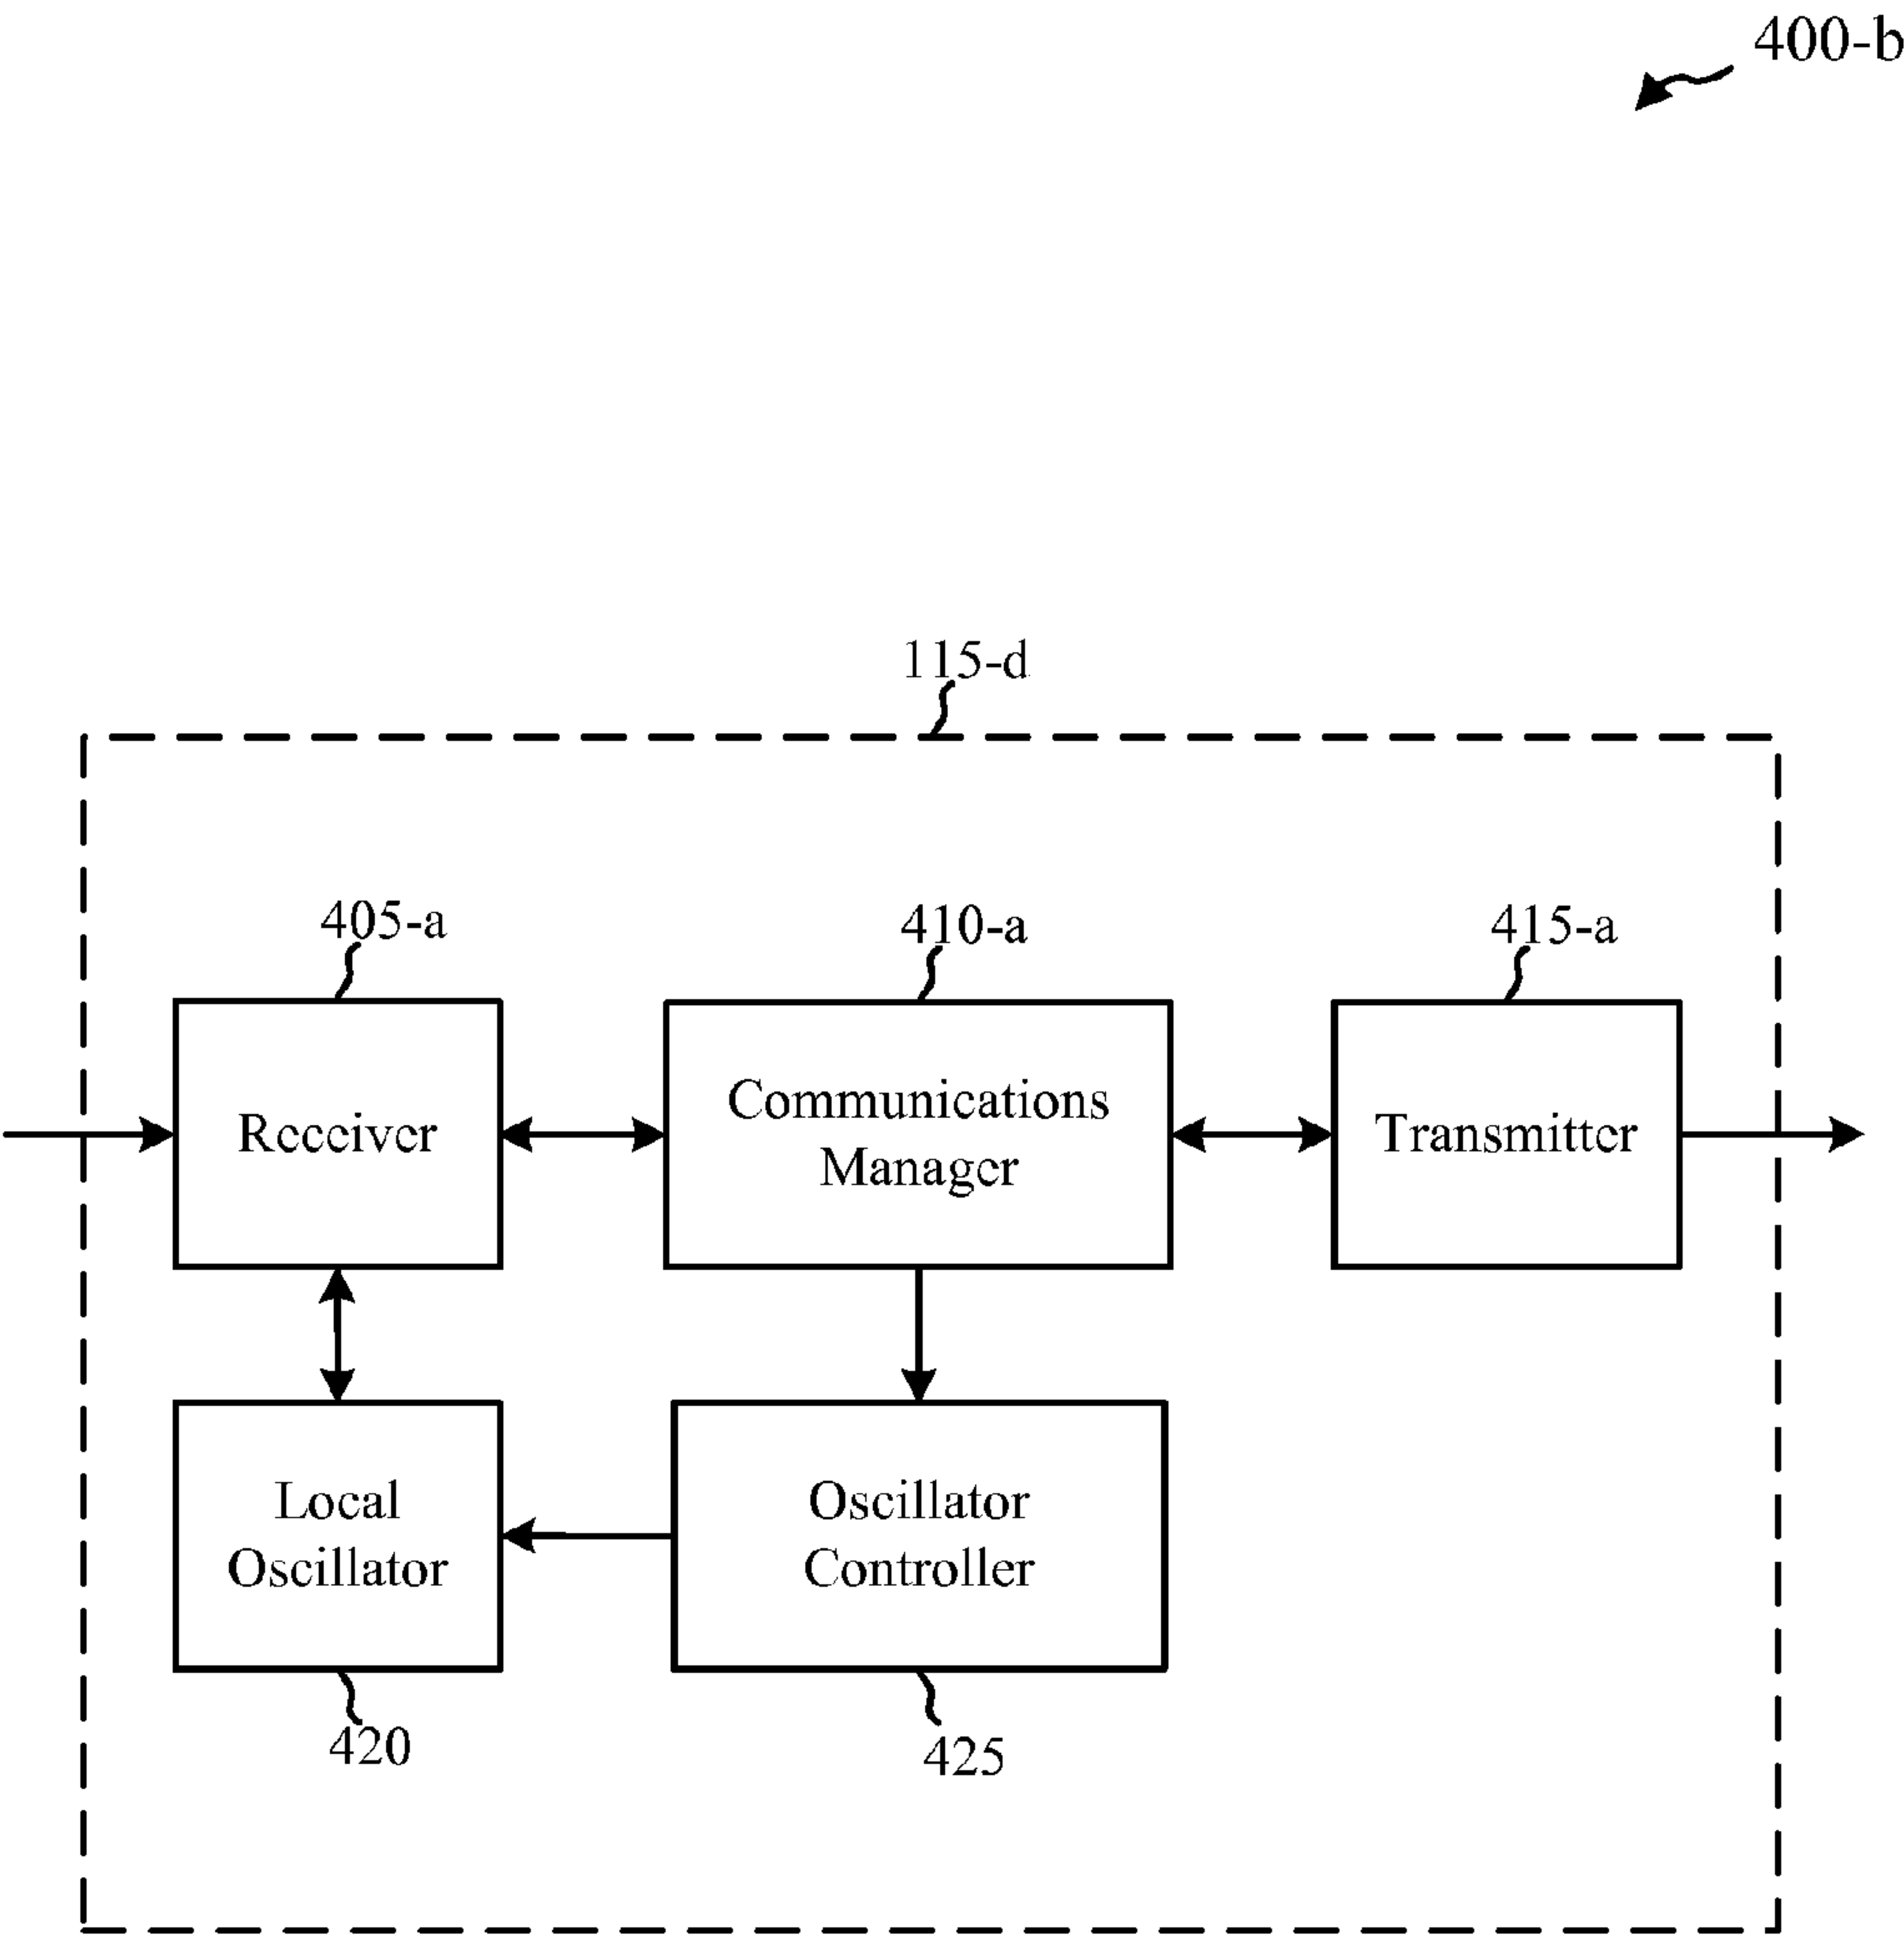 400-b
115-d
405-a
410-a
415-a
Receiver
Communications
Manager
Transmitter
Local
Oscillator
Oscillator
Controller
420
425